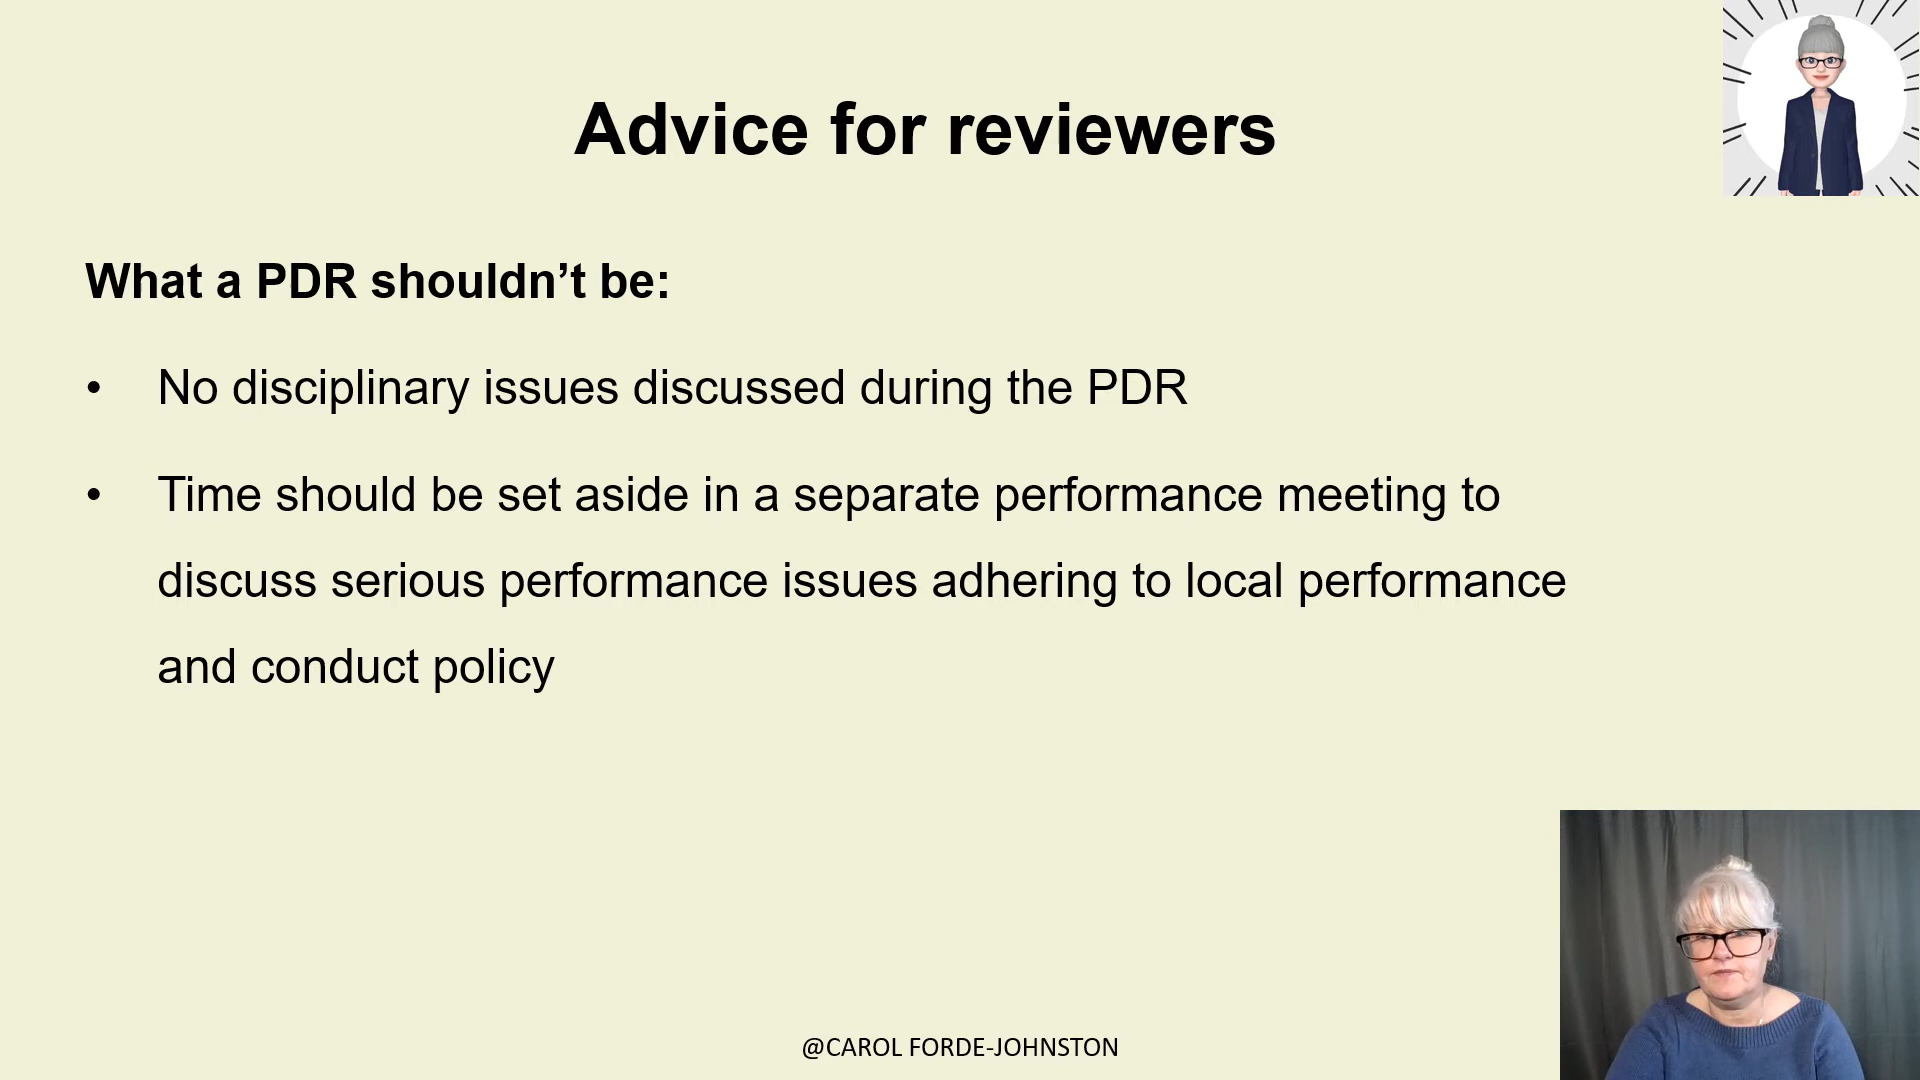 Advice for reviewers
What a PDR shouldn’t be:
• No disciplinary issues discussed during the PDR
• Time should be set aside in a separate performance meeting to
discuss serious performance issues adhering to local performance
and conduct policy
@CAROL FORDE-JOHNSTON